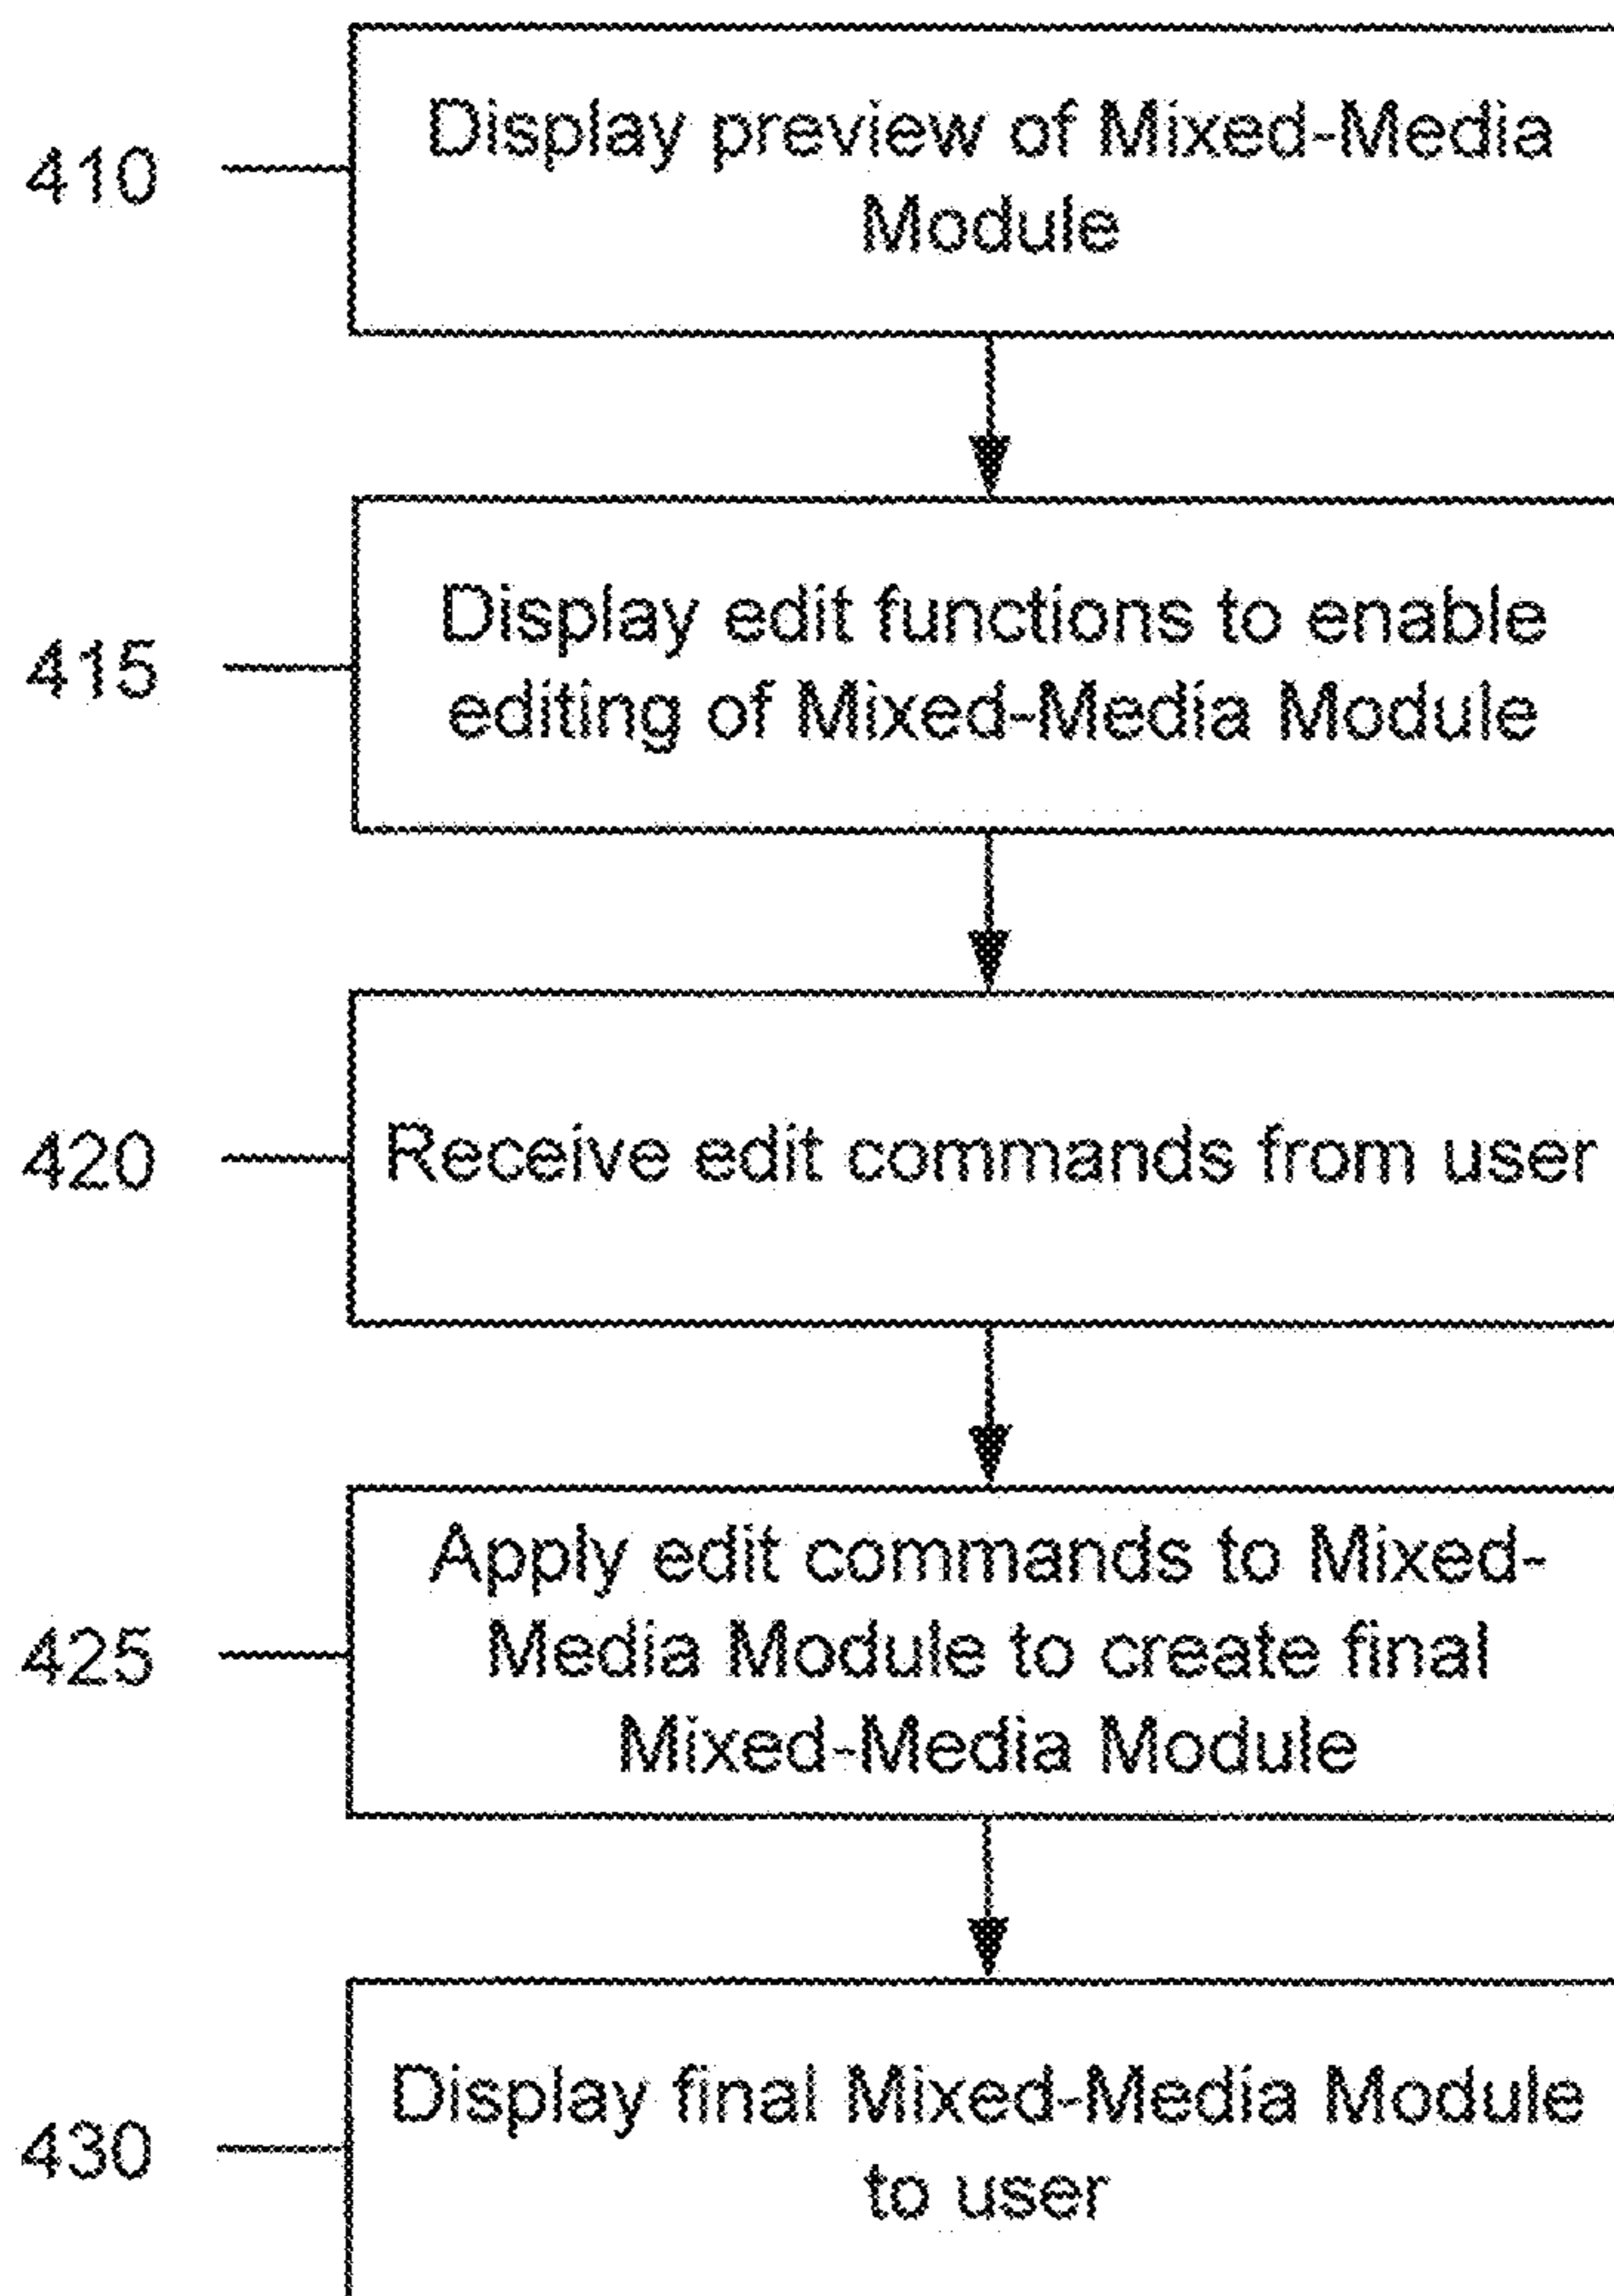 410
Display preview of Mixed-Media
Module
415
Display edit functions to enable
editing of Mixed-Media Module
420
Receive edit commands from user
425
Apply edit commands to Mixed-
Media Module to create final
Mixed-Media Module
430
Display final Mixed-Media Module
to user